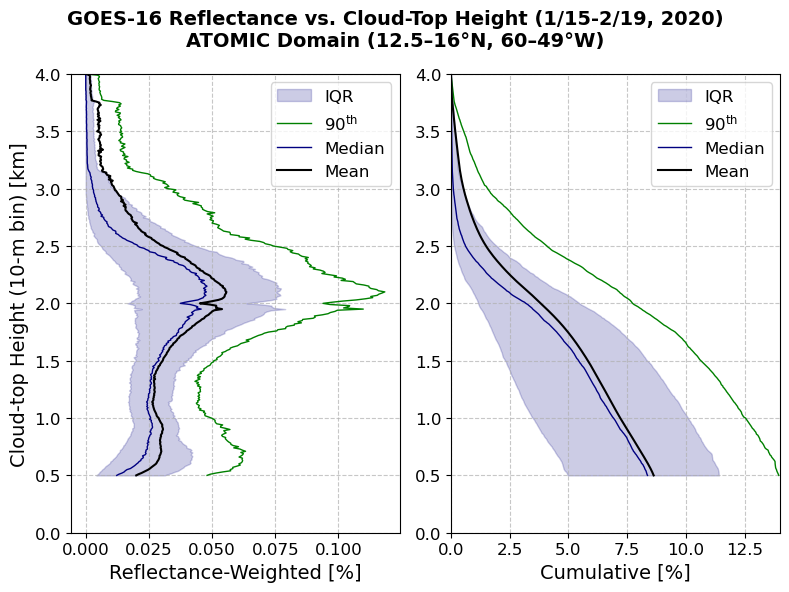 GOES-16 Reflectance vs. Cloud-Top Height (1/15-2/19, 2020)
ATOMIC Domain (12.5–16°N, 60–49°W)
Cloud-top Height (10-m bin) [km]
4.0
3.5
3.0
2.5
2.0
1.5
1.0
0.5
0.0
IQR
90th
Median
Mean
0.000 0.025 0.050 0.075 0.100
Reflectance-Weighted [%]
4.0
3.5
3.0
2.5
2.0
1.5
1.0
0.5
0.0
IQR
90th
Median
Mean
0.0 2.5 5.0 7.5 10.0 12.5
Cumulative [%]